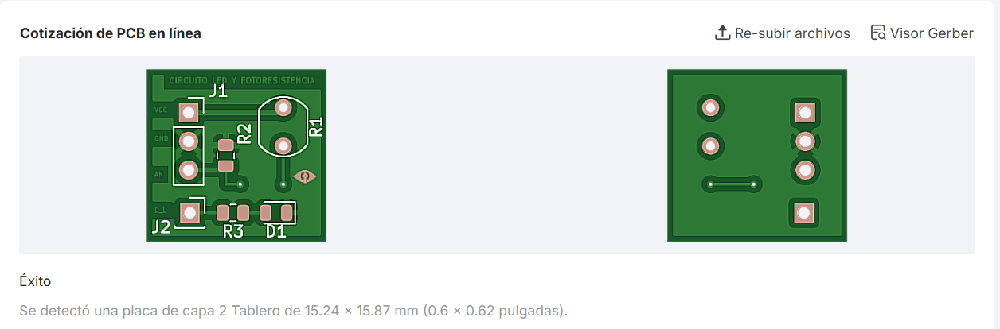 Cotización de PCB en línea
Re-subir archivos
Visor Gerber
CIRCUITO LED Y FOTORESISTENCIA
J1
VCC
R2
R1
GND
AN
D_L
J2
R3
D1
Éxito
Se detectó una placa de capa 2 Tablero de 15.24 × 15.87 mm (0.6 × 0.62 pulgadas).